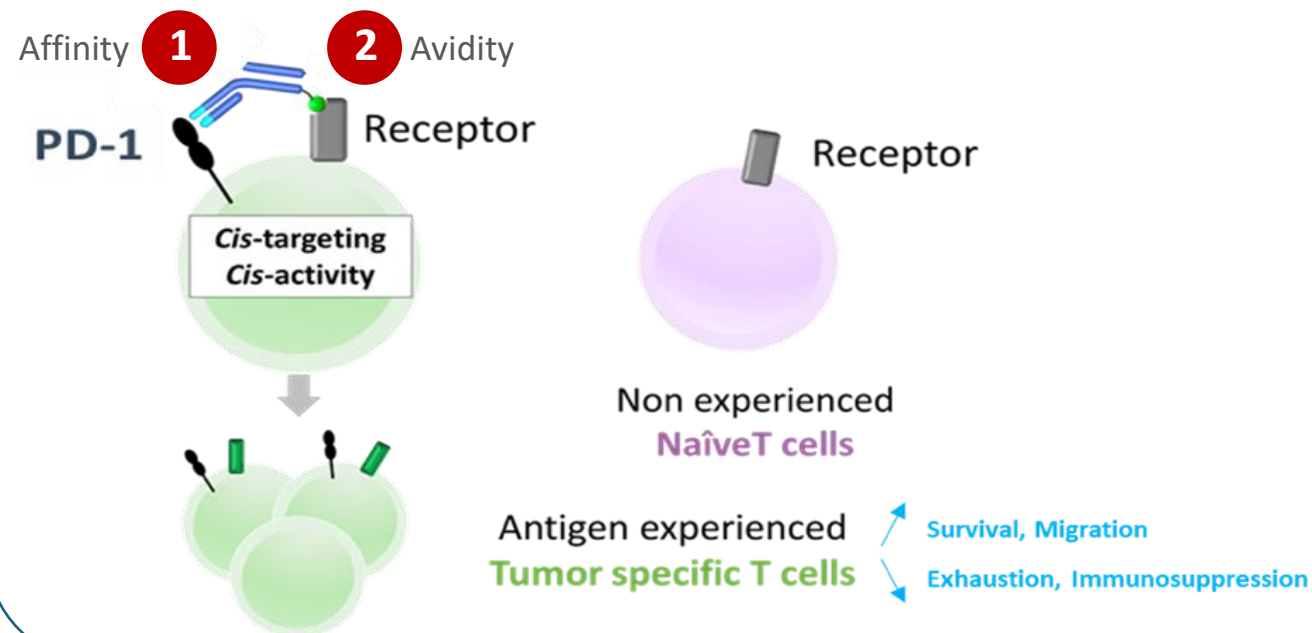 Affinity 1 2 Avidity
PD-1
Receptor
Cis-targeting
Cis-activity
Receptor
Non experienced
NaîveT cells
Antigen experienced
Tumor specific T cells
Survival, Migration
Exhaustion, Immunosuppression